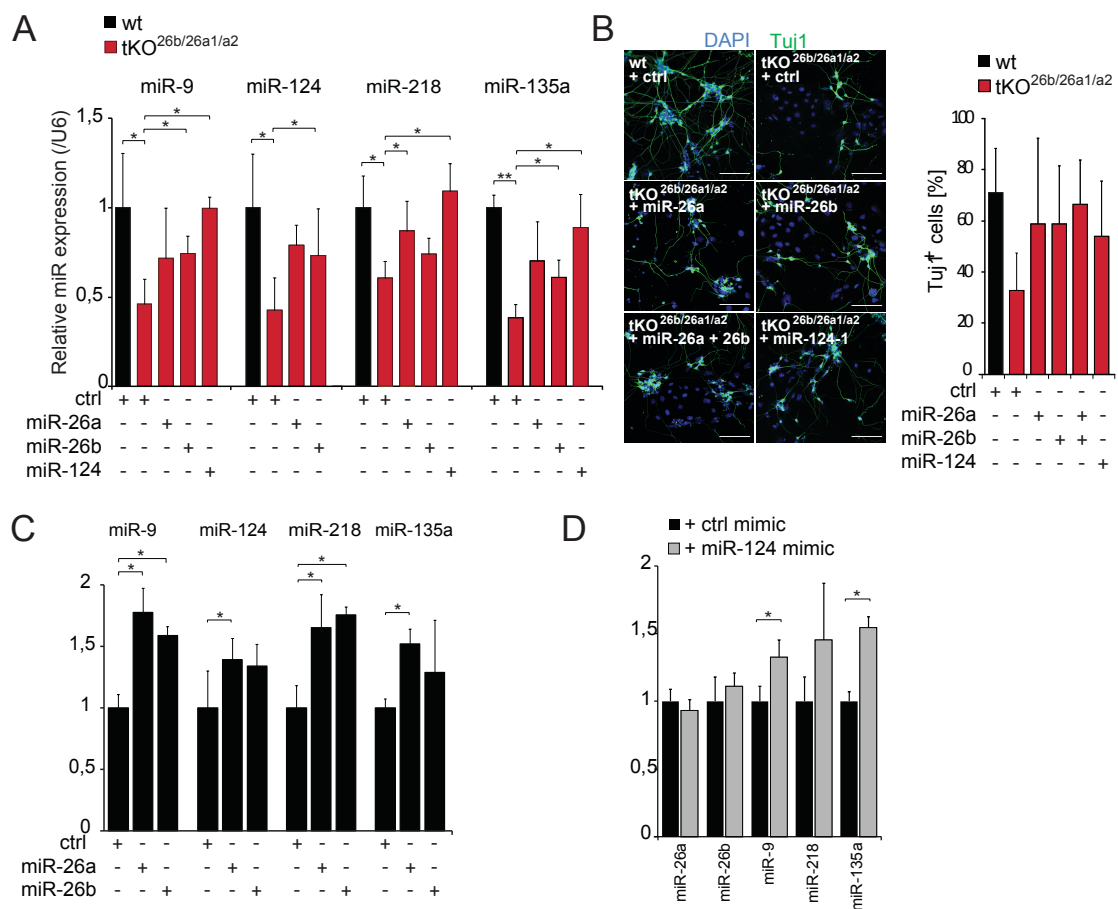 A
wt
tKO26b/26a1/a2
miR-9 miR-124 miR-218 miR-135a
Relative miR expression (/U6)
1,5
1
0,5
0
* * * * * * * * ** * *
ctrl + + - - - + + - - + + - - - + + - - -
miR-26a - - + - - - - + - - - + - - - - + - -
miR-26b - - - + - - - - + - - - + - - - - + -
miR-124 - - - - + - - - - - - - - + - - - - +
B
DAPI Tuj1
wt
+ ctrl
tKO26b/26a1/a2
+ ctrl
tKO26b/26a1/a2
+ miR-26a
tKO26b/26a1/a2
+ miR-26b
tKO26b/26a1/a2
+ miR-26a + 26b
tKO26b/26a1/a2
+ miR-124-1
wt
tKO26b/26a1/a2
Tuj1+ cells [%]
100
80
60
40
20
0
ctrl + + - - - -
miR-26a - - + - + -
miR-26b - - - + + -
miR-124 - - - - - +
C
miR-9 miR-124 miR-218 miR-135a
2
1,5
1
0,5
0
* * * * * *
ctrl + - - + - - + - - + - -
miR-26a - + - - + - - + - - + -
miR-26b - - + - - + - - + - - +
D
+ ctrl mimic
+ miR-124 mimic
2
1,5
1
0,5
0
* *
miR-26a
miR-26b
miR-9
miR-218
miR-135a